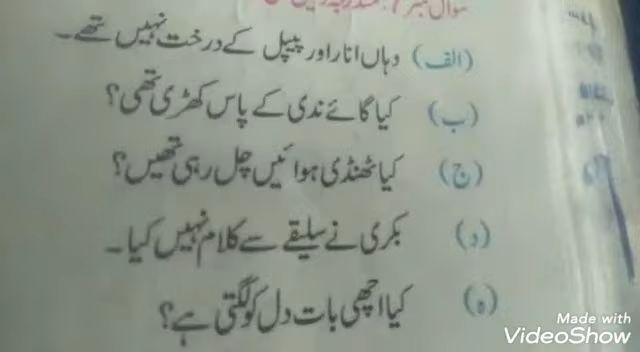 سوال نمبر
(الف) وہاں انار اور پیپل کے درخت نہیں تھے۔
(ب) کیا گائے ندی کے پاس کھڑی تھی؟
(ج) کیا ٹھنڈی ہوائیں چل رہی تھیں؟
(د) بکری نے سلیقے سے کلام نہیں کیا۔
(ہ) کیا اچھی بات دل کو لگتی ہے؟
Made with
VideoShow